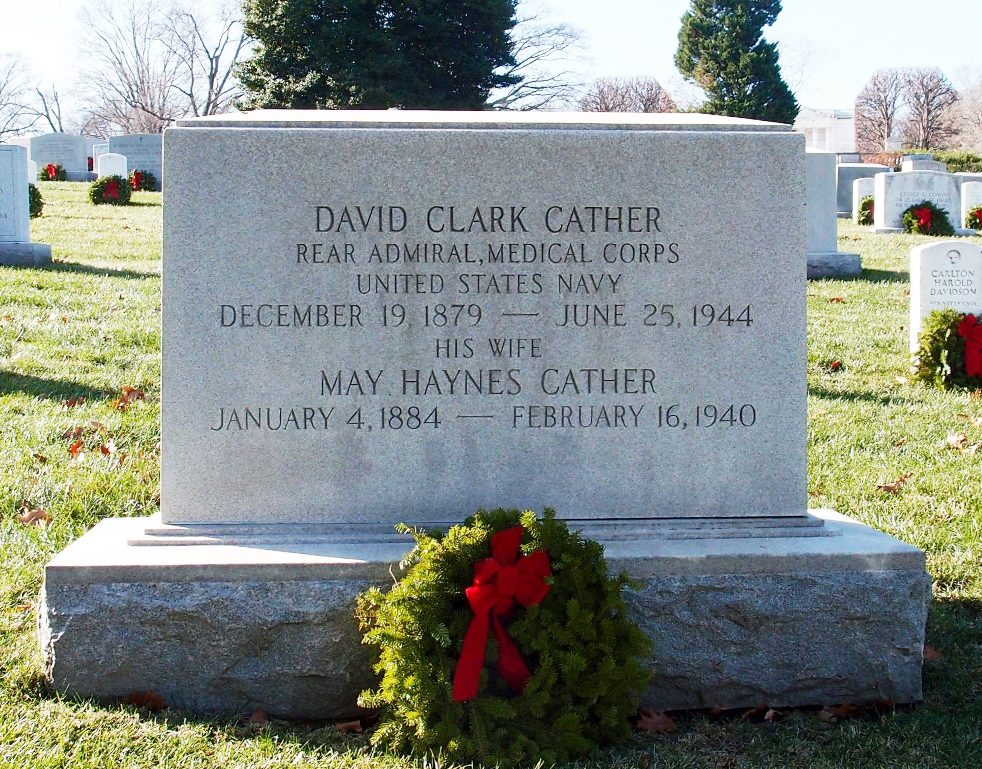 DAVID CLARK CATHER
REAR ADMIRAL, MEDICAL CORPS
UNITED STATES NAVY
DECEMBER 19, 1879 — JUNE 25, 1944
HIS WIFE
MAY HAYNES CATHER
JANUARY 4, 1884 — FEBRUARY 16, 1940
CARLTON
HAROLD
DAVIDSON
PENNSYLVANIA